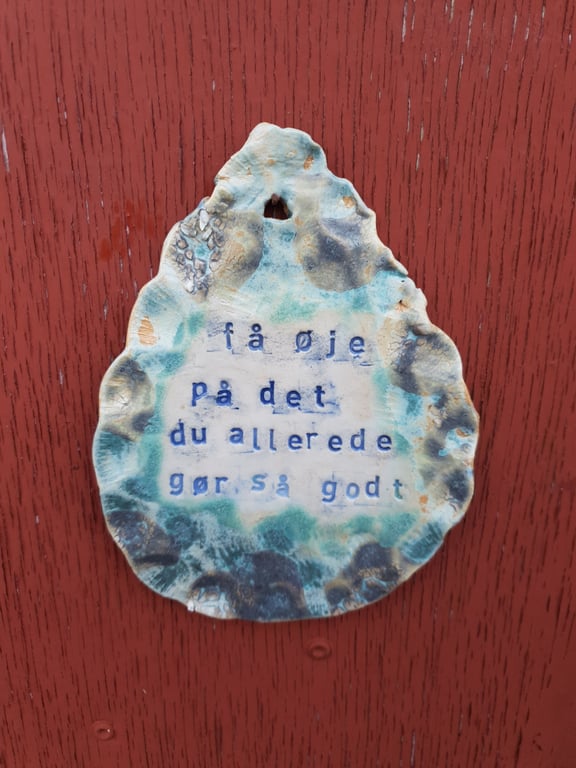 få øje
på det
du allerede
gør så godt